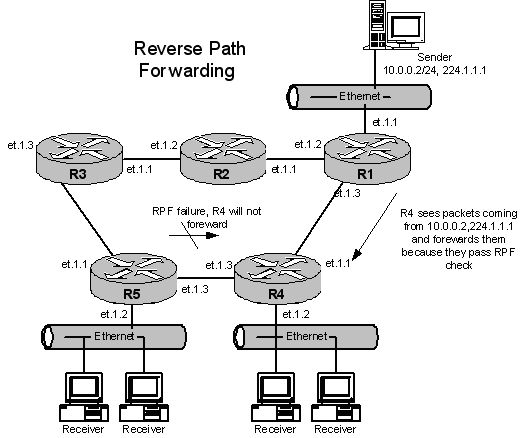 Reverse Path
Forwarding
Sender
10.0.0.2/24, 224.1.1.1
Ethernet
et.1.1
et.1.3
R3
et.1.1
et.1.2
R2
et.1.1
et.1.2
R1
et.1.3
RPF failure, R4 will not
foreward
R4 sees packets coming
from 10.0.0.2,224.1.1.1
and forewards them
because they pass RPF
check
et.1.1
R5
et.1.3
et.1.3
R4
et.1.1
et.1.2
et.1.2
Ethernet
Ethernet
Receiver
Receiver
Receiver
Receiver